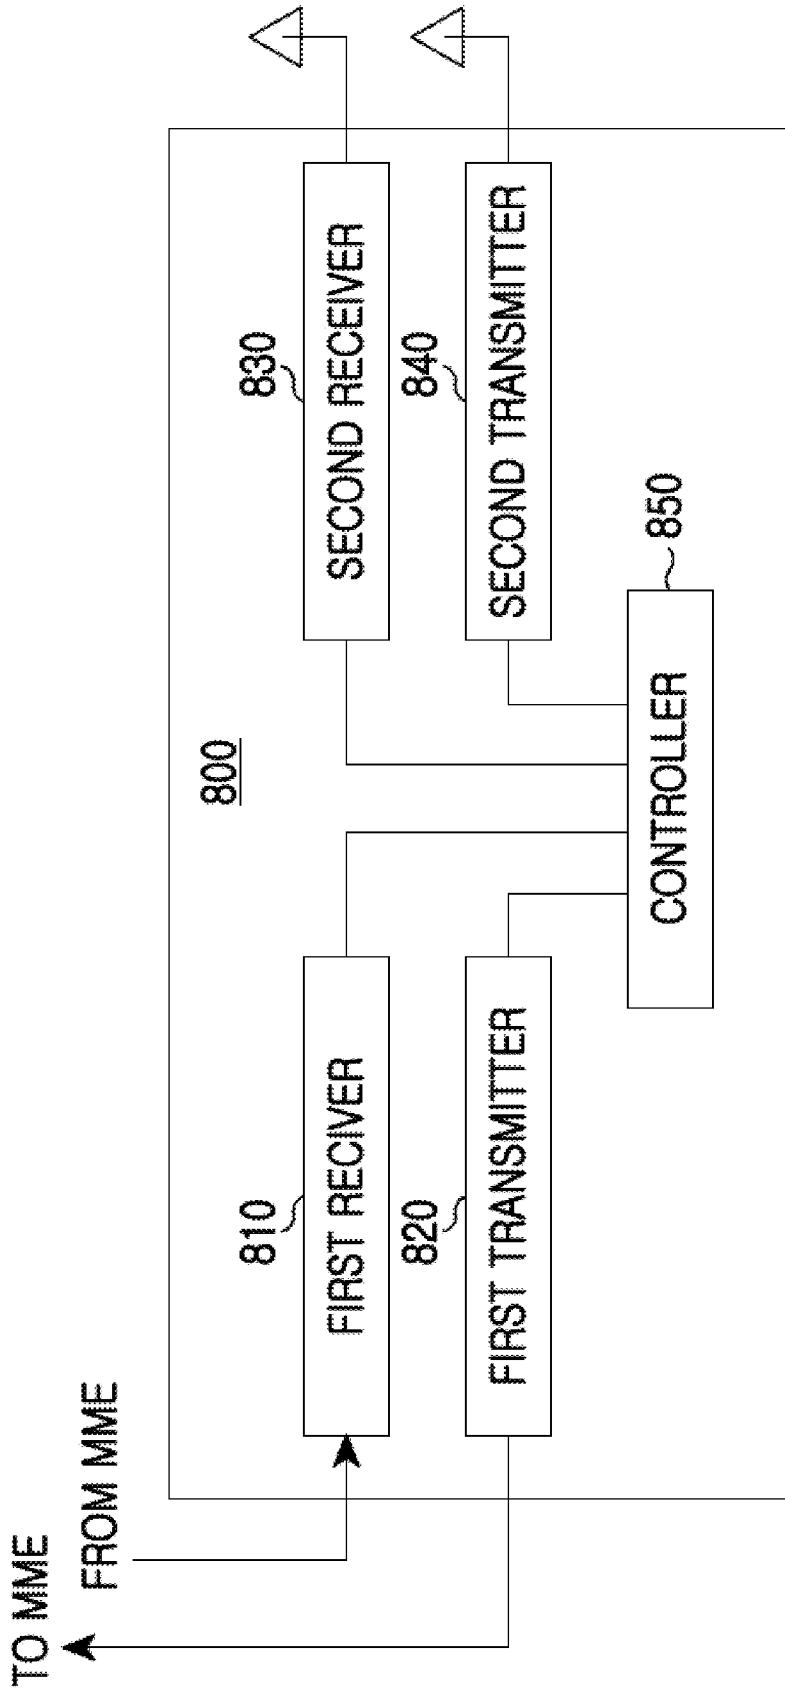 TO MME
FROM MME
800
810
FIRST RECIVER
830
SECOND RECEIVER
820
FIRST TRANSMITTER
840
SECOND TRANSMITTER
CONTROLLER
850